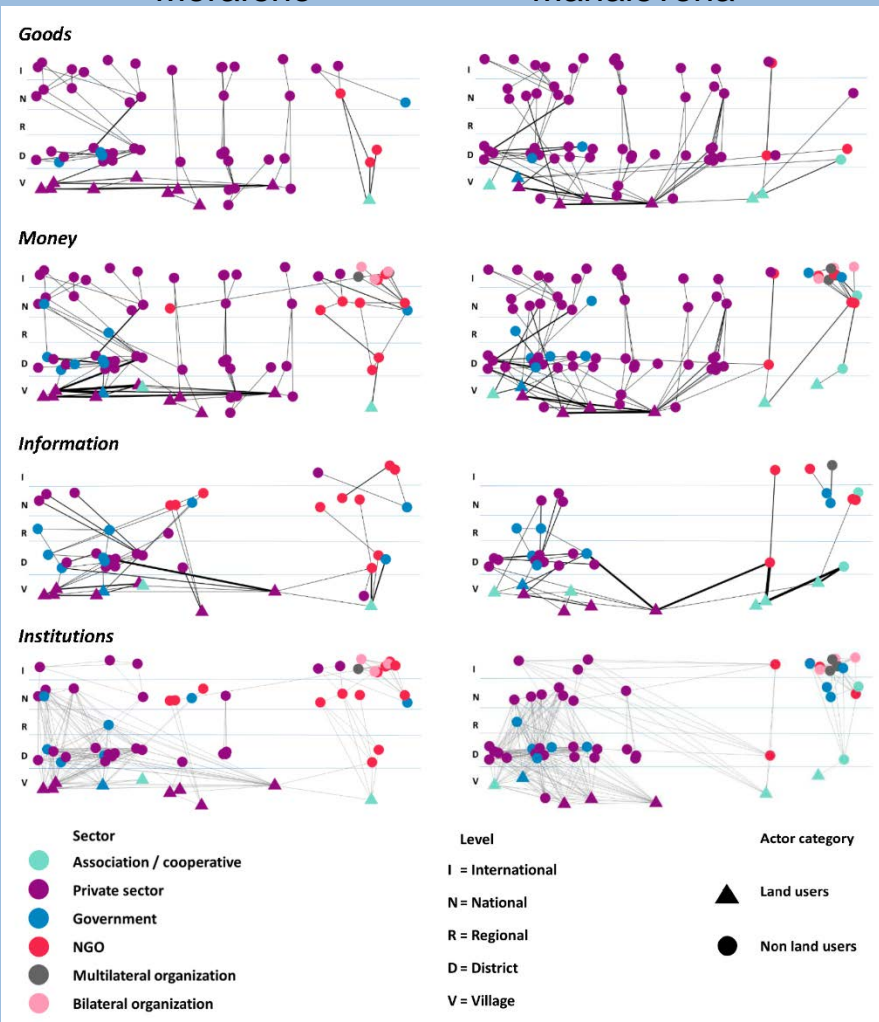 Goods
I I
N N
R R
D D
V V
Money
I I
N N
R R
D D
V V
Information
I I
N N
R R
D D
V V
Institutions
I I
N N
R R
D D
V V
Sector
Association / cooperative
Private sector
Government
NGO
Multilateral organization
Bilateral organization
Level
I = International
N = National
R = Regional
D = District
V = Village
Actor category
Land users
Non land users